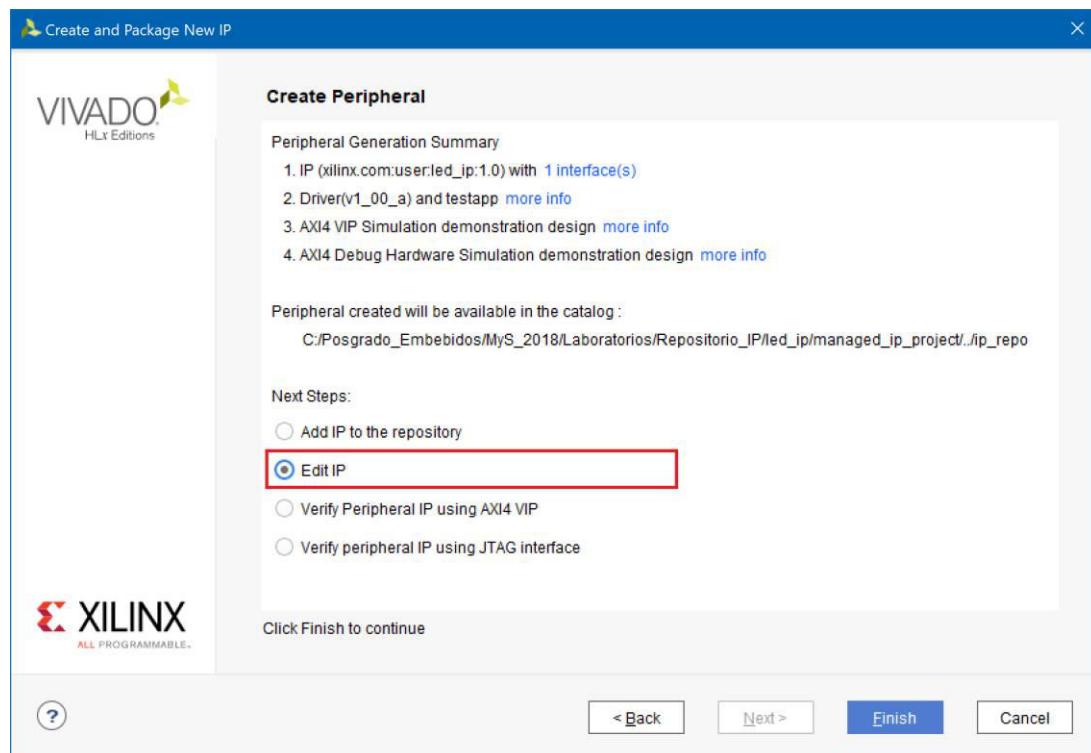 Create and Package New IP
VIVADO
HLx Editions
Create Peripheral
Peripheral Generation Summary
1. IP (xilinx.com:user:led_ip:1.0) with 1 interface(s)
2. Driver(v1_00_a) and testapp more info
3. AXI4 VIP Simulation demonstration design more info
4. AXI4 Debug Hardware Simulation demonstration design more info
Peripheral created will be available in the catalog :
C:/Posgrado_Embebidos/MyS_2018/Laboratorios/Repositorio_IP/led_ip/managed_ip_project/../ip_repo
Next Steps:
Add IP to the repository
Edit IP
Verify Peripheral IP using AXI4 VIP
Verify peripheral IP using JTAG interface
XILINX
ALL PROGRAMMABLE.
Click Finish to continue
?
< Back
Next >
Finish
Cancel